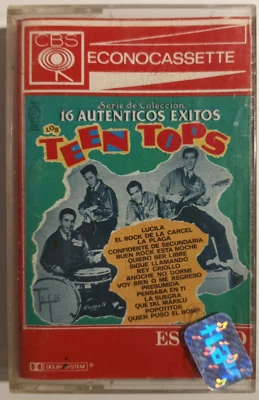 CBS
ECONOCASSETTE
Serie de Colección
16 AUTENTICOS EXITOS
LOS
TEEN TOPS
LUCILA
EL ROCK DE LA CARCEL
LA PLAGA
CONFIDENTE DE SECUNDARIA
BUEN ROCK ESTA NOCHE
QUIERO SER LIBRE
SIGUE LLAMANDO
REY CRIOLLO
ANOCHE NO DORMI
VOY BIEN O ME REGRESO
PRESUMIDA
PENSABA EN TI
LA SUEGRA
QUE TAL MARILU
POPOTITOS
QUIEN PUSO EL BOMP
DOLBY SYSTEM